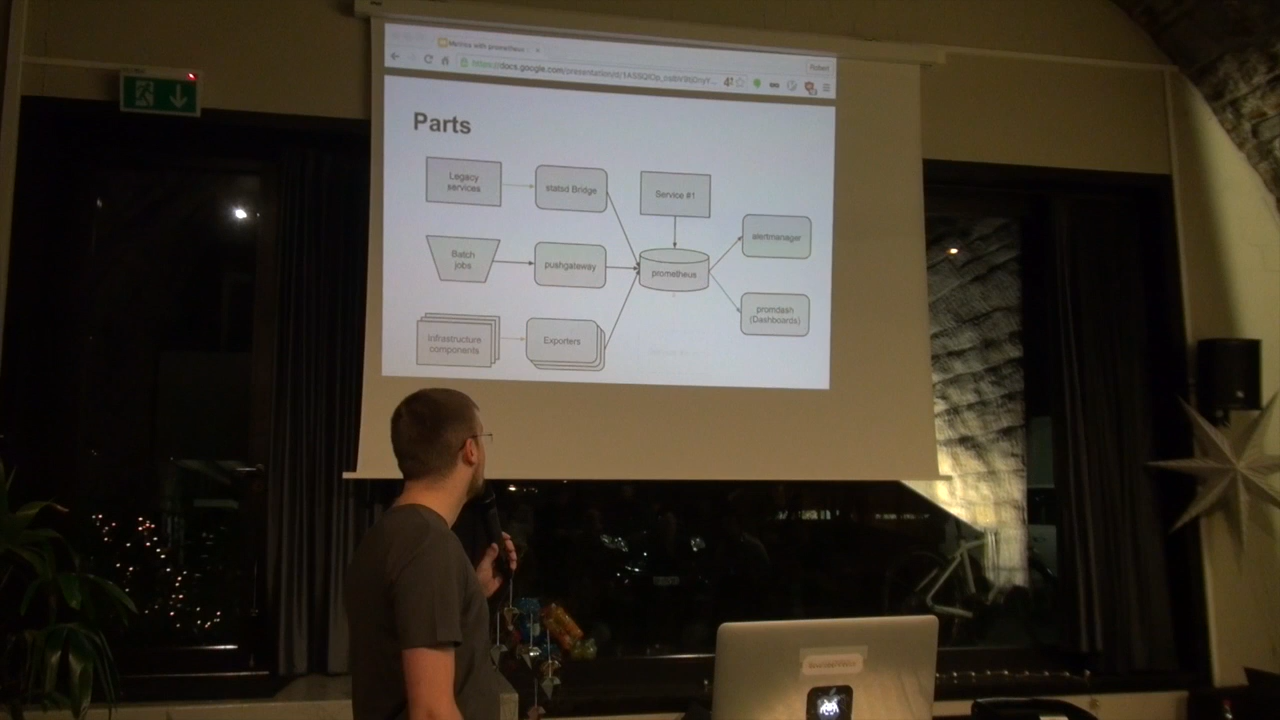 Metrics with prometheus
Robert
Parts
Legacy
services
statsd Bridge
Service #1
alertmanager
Batch
jobs
pushgateway
prometheus
promdash
(Dashboards)
Infrastructure
components
Exporters